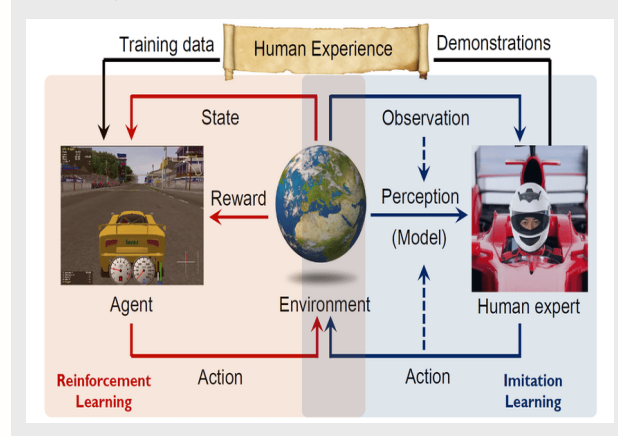 Training data
Human Experience
Demonstrations
State
Observation
Reward
Perception
(Model)
Agent
Environment
Human expert
Action
Action
Reinforcement
Learning
Imitation
Learning